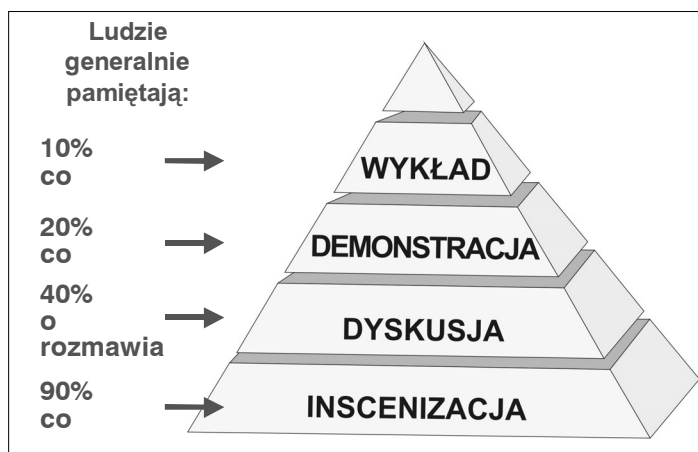 Ludzie
generalnie
pamiętają:
10%
co
WYKŁAD
20%
co
DEMONSTRACJA
40%
o
rozmawia
DYSKUSJA
90%
co
INSCENIZACJA